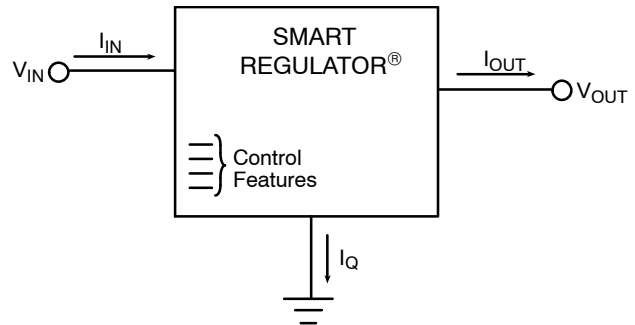 I_IN
V_IN
SMART
REGULATOR®
I_OUT
V_OUT
Control
Features
I_Q